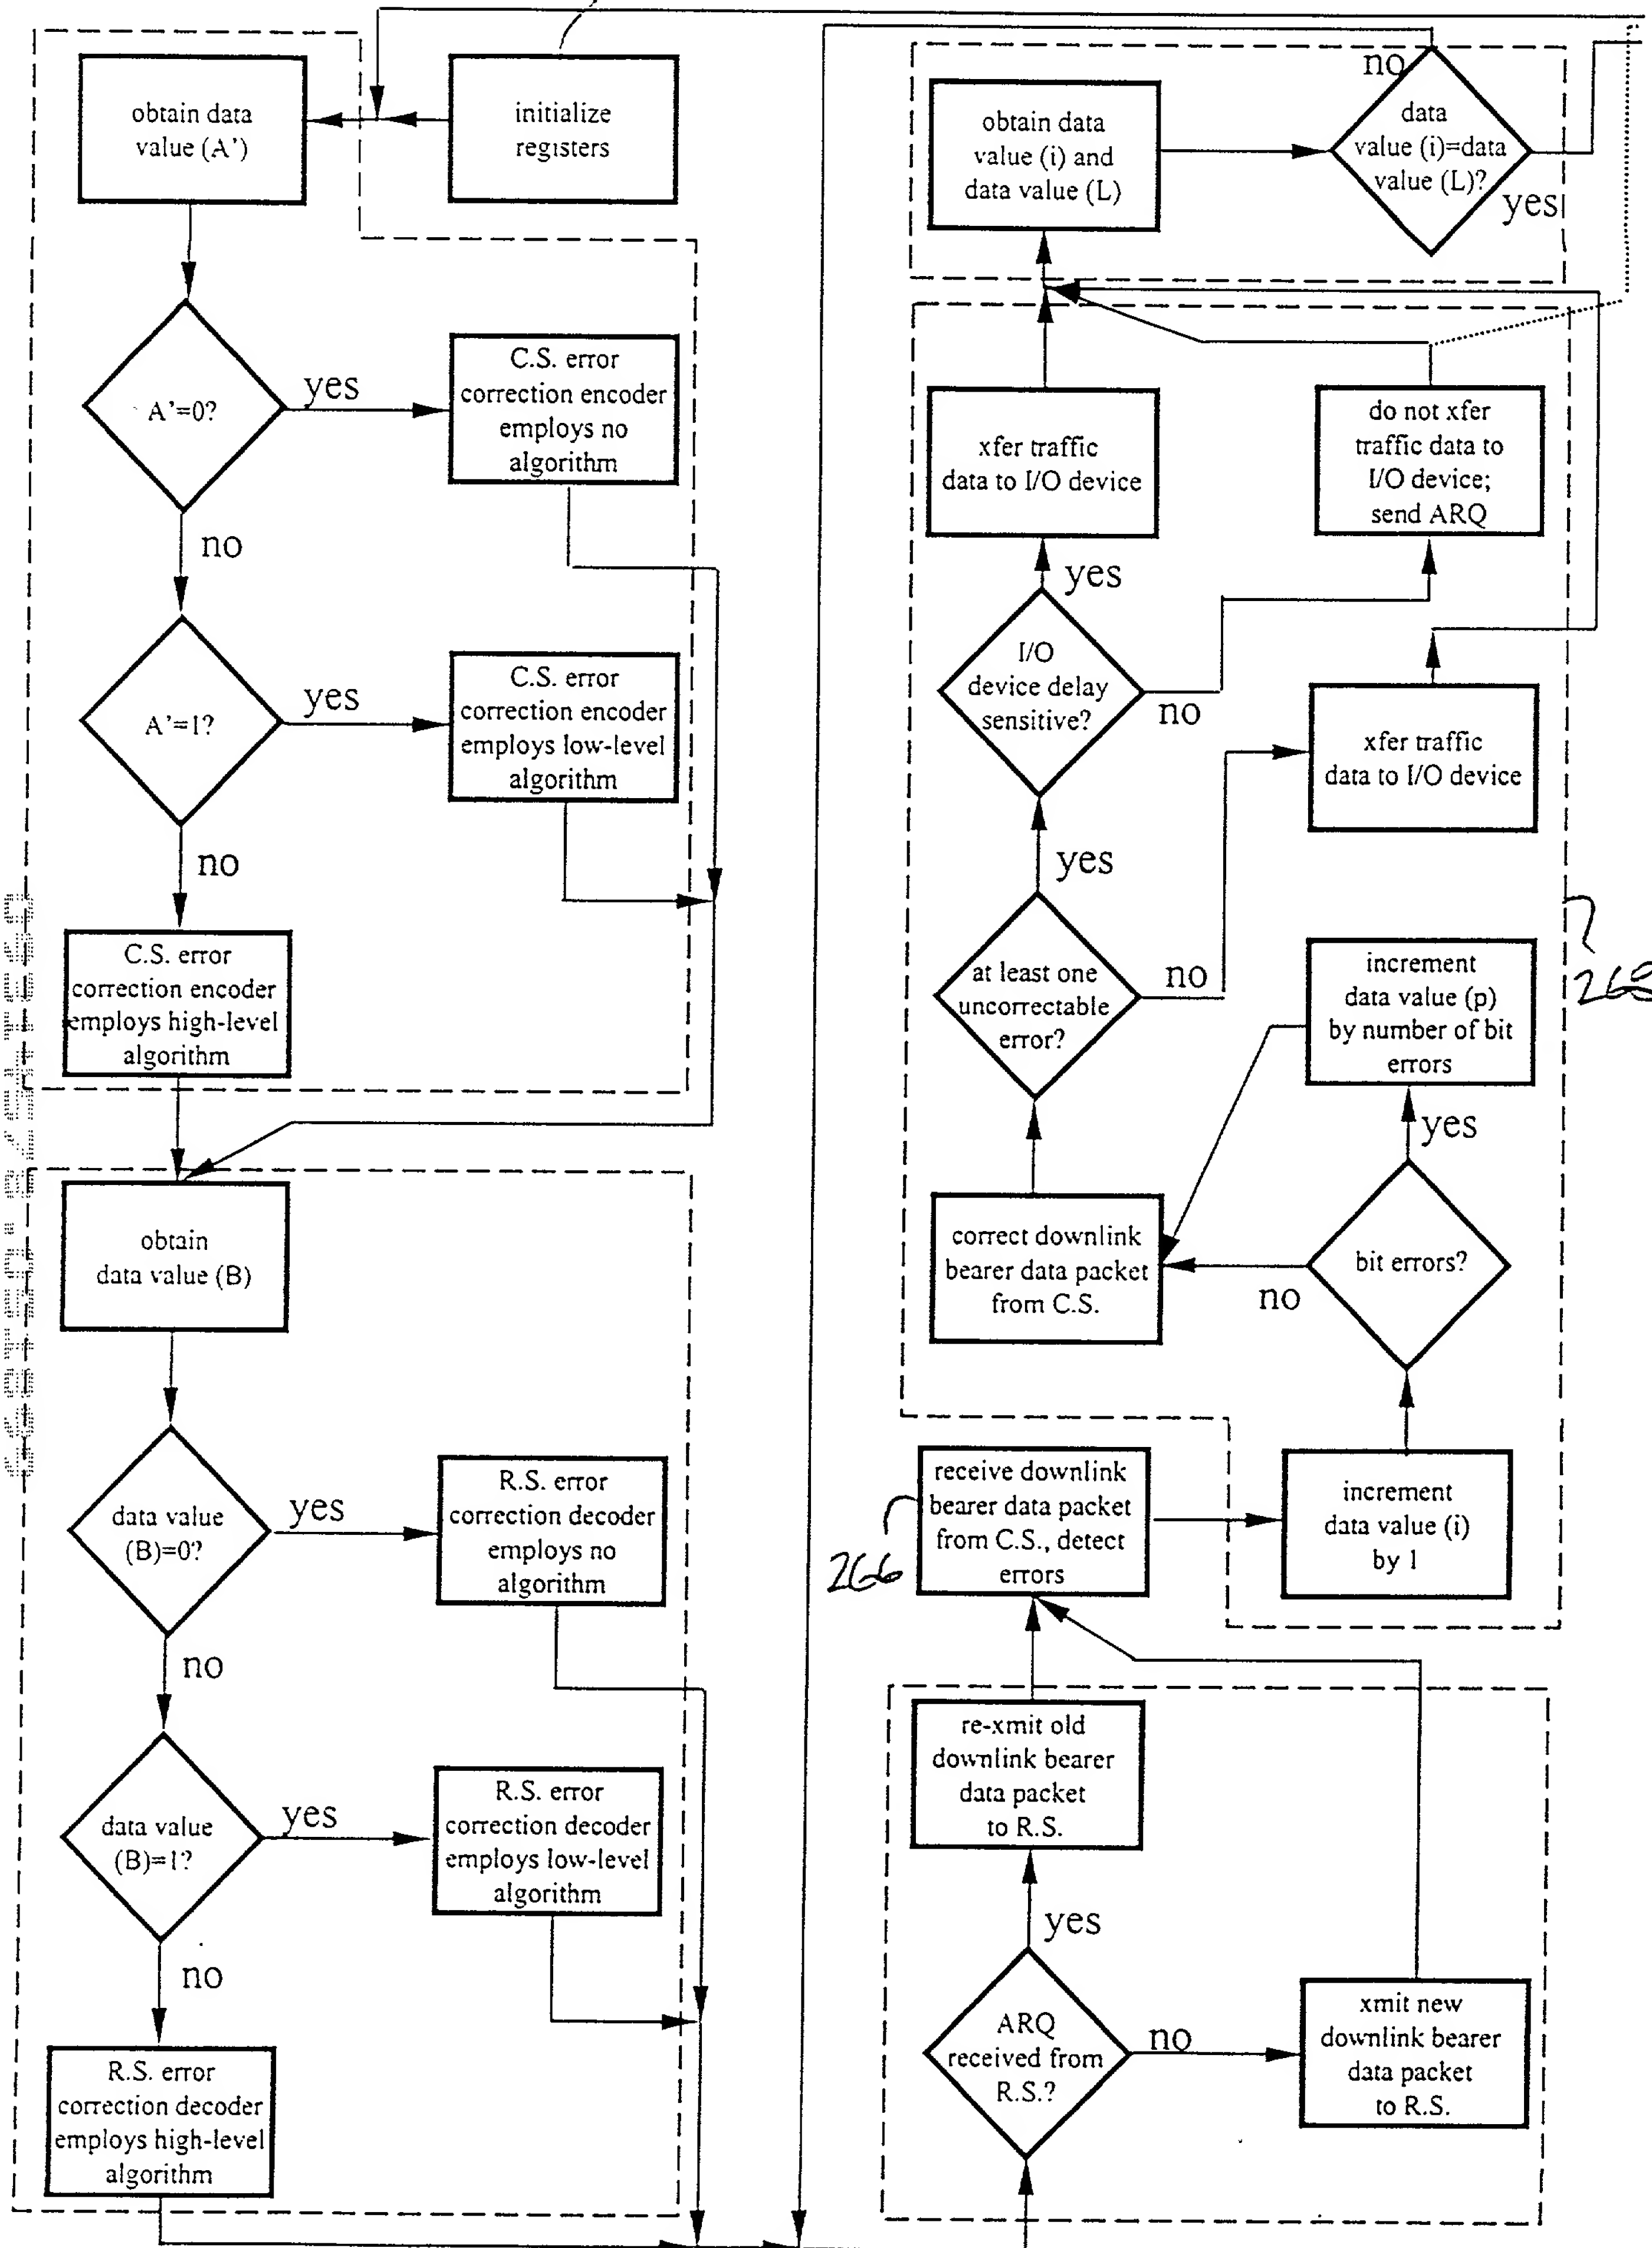 obtain data
value (A')
initialize
registers
A'=0?
yes
C.S. error
correction encoder
employs no
algorithm
no
A'=1?
yes
C.S. error
correction encoder
employs low-level
algorithm
no
C.S. error
correction encoder
employs high-level
algorithm
obtain
data value (B)
data value
(B)=0?
yes
R.S. error
correction decoder
employs no
algorithm
no
data value
(B)=1?
yes
R.S. error
correction decoder
employs low-level
algorithm
no
R.S. error
correction decoder
employs high-level
algorithm
obtain data
value (i) and
data value (L)
no
data
value (i)=data
value (L)?
yes
xfer traffic
data to I/O device
do not xfer
traffic data to
I/O device;
send ARQ
yes
I/O
device delay
sensitive?
no
xfer traffic
data to I/O device
yes
at least one
uncorrectable
error?
no
increment
data value (p)
by number of bit
errors
268
yes
correct downlink
bearer data packet
from C.S.
bit errors?
no
receive downlink
bearer data packet
from C.S., detect
errors
266
increment
data value (i)
by 1
re-xmit old
downlink bearer
data packet
to R.S.
yes
ARQ
received from
R.S.?
no
xmit new
downlink bearer
data packet
to R.S.